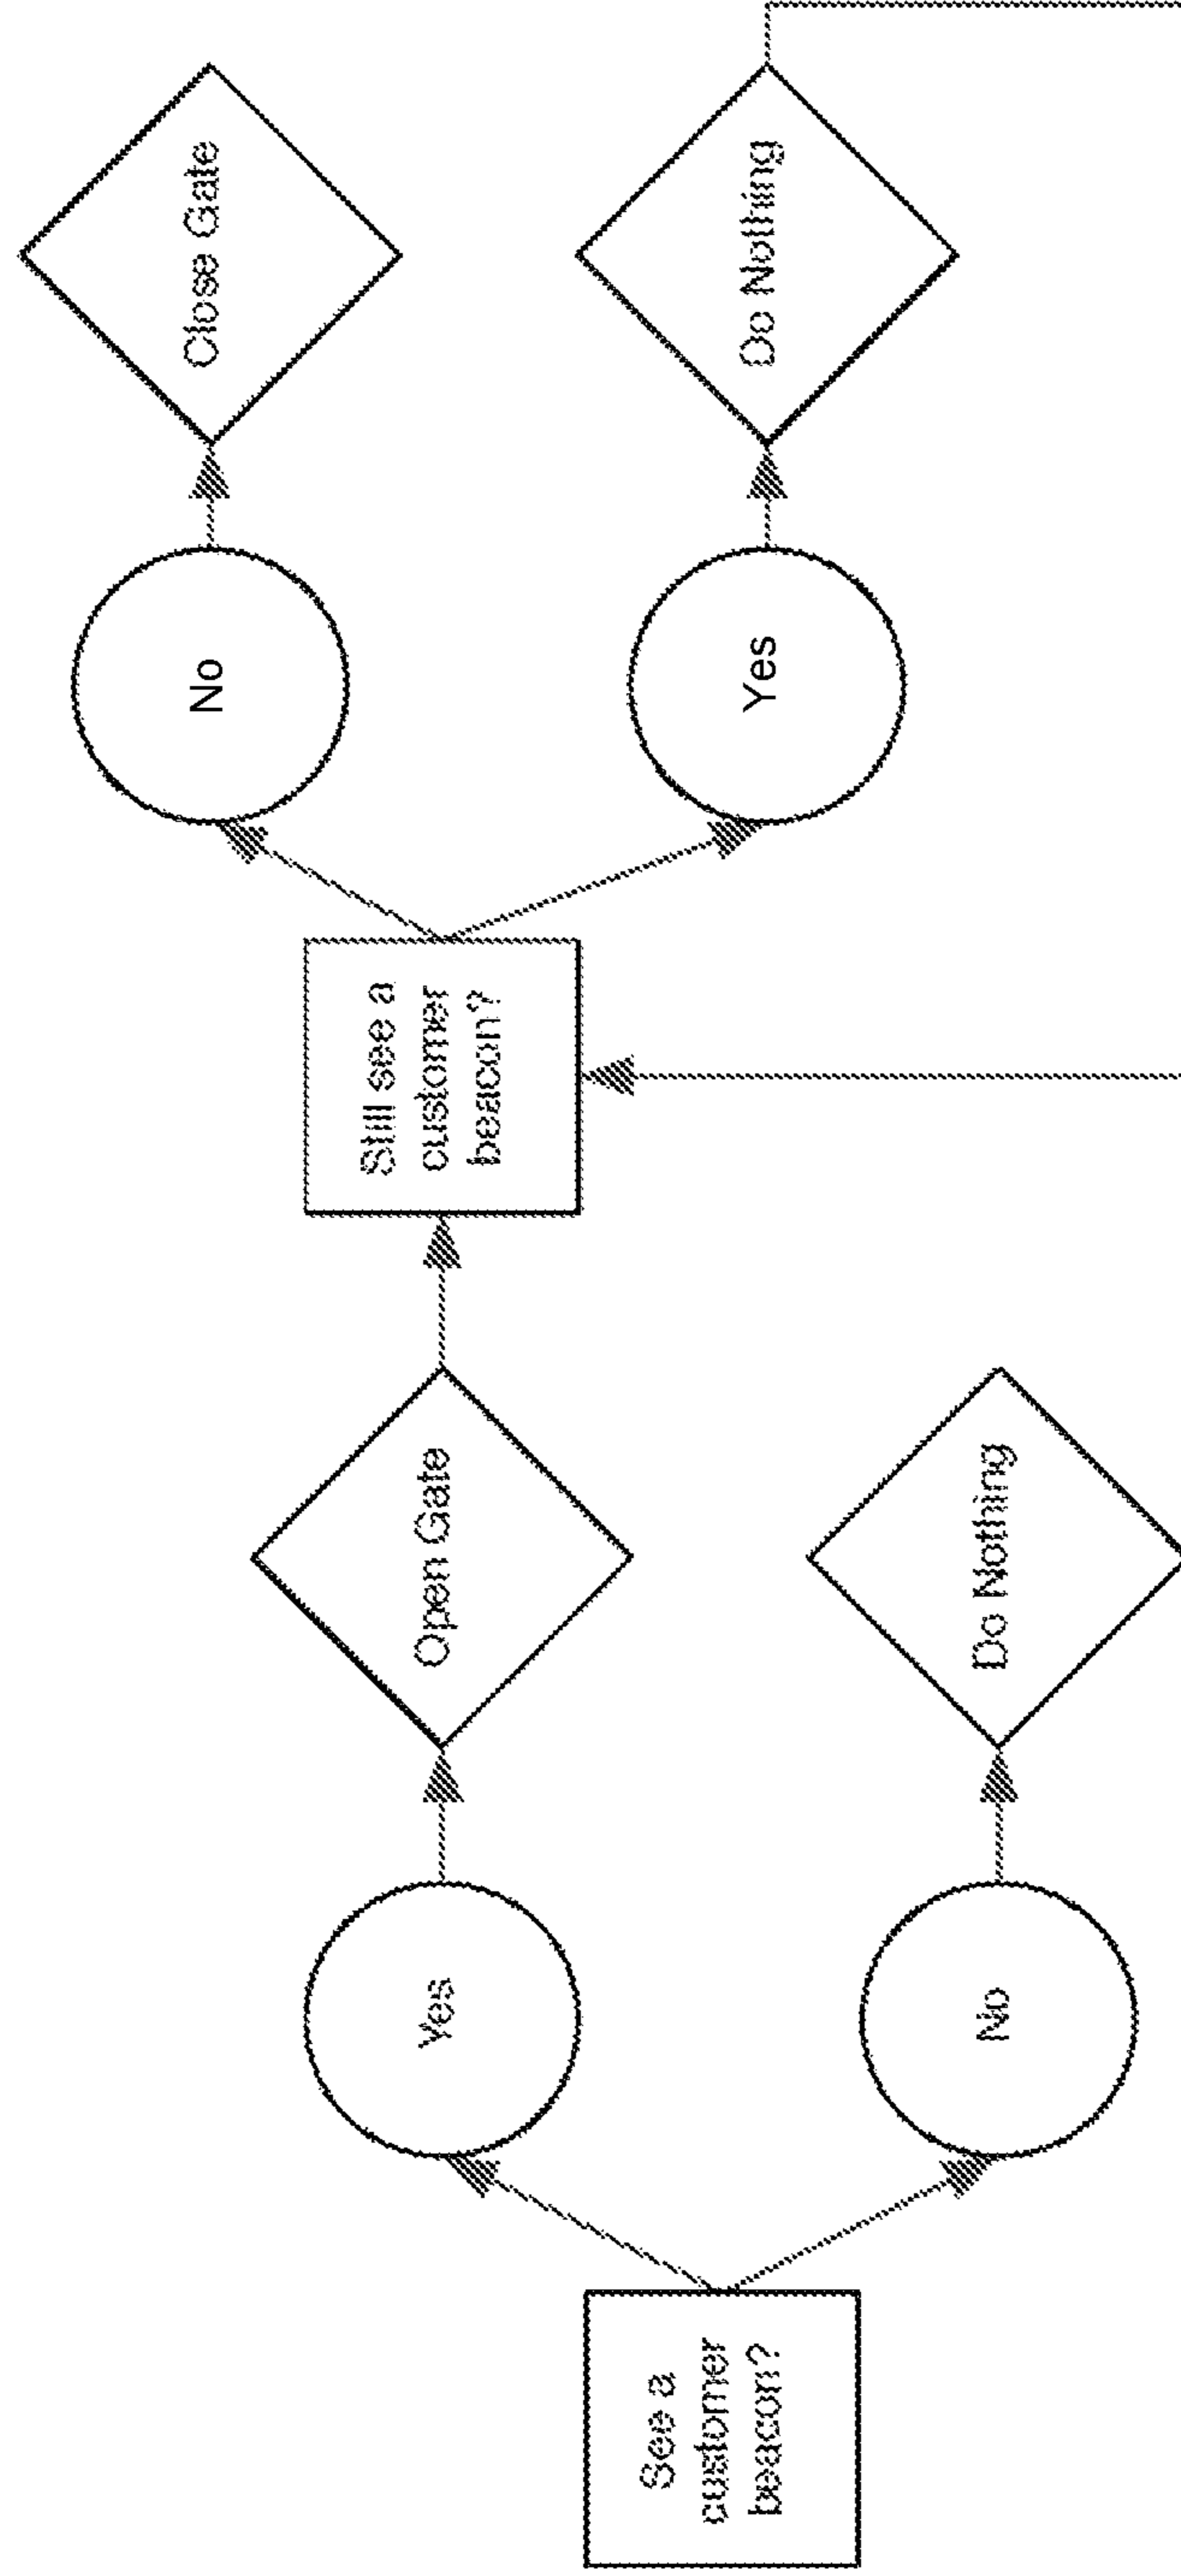 See a
customer
beacon?
Yes
No
Open Gate
Do Nothing
Still see a
customer
beacon?
No
Yes
Close Gate
Do Nothing